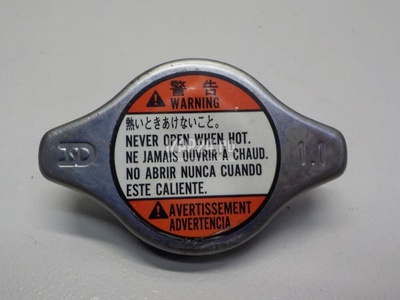 警告
WARNING
熱いときあけないこと。
NEVER OPEN WHEN HOT.
NE JAMAIS OUVRIR À CHAUD.
NO ABRIR NUNCA CUANDO
ESTE CALIENTE.
AVERTISSEMENT
ADVERTENCIA
ND
1.1